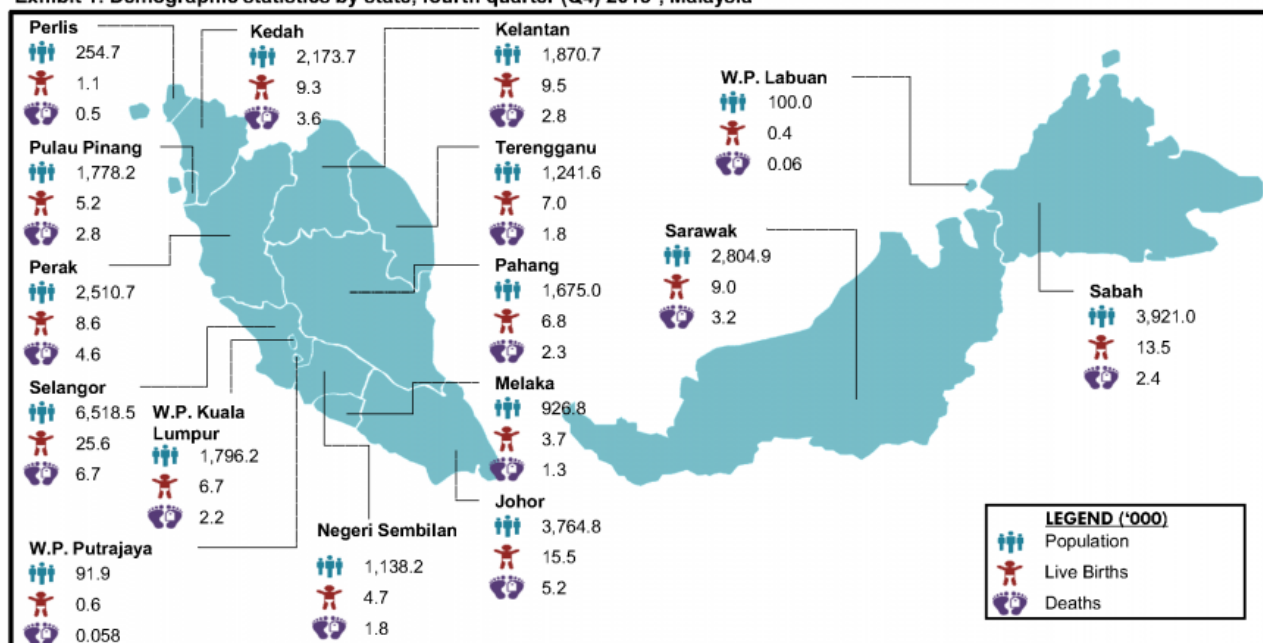 Perlis
254.7
1.1
0.5
Kedah
2,173.7
9.3
3.6
Kelantan
1,870.7
9.5
2.8
W.P. Labuan
100.0
0.4
0.06
Pulau Pinang
1,778.2
5.2
2.8
Terengganu
1,241.6
7.0
1.8
Sarawak
2,804.9
9.0
3.2
Perak
2,510.7
8.6
4.6
Pahang
1,675.0
6.8
2.3
Sabah
3,921.0
13.5
2.4
Selangor
6,518.5
25.6
6.7
W.P. Kuala
Lumpur
1,796.2
6.7
2.2
Melaka
926.8
3.7
1.3
Johor
3,764.8
15.5
5.2
Negeri Sembilan
1,138.2
4.7
1.8
W.P. Putrajaya
91.9
0.6
0.058
LEGEND ('000)
Population
Live Births
Deaths